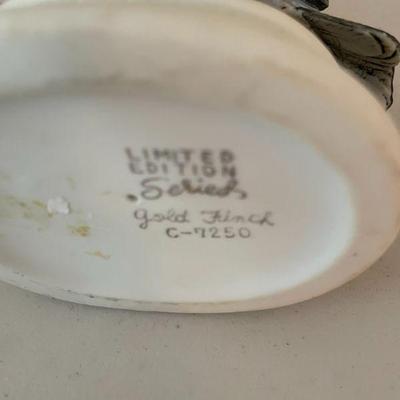 LIMITED
EDITION
Series
Gold Finch
C-7250